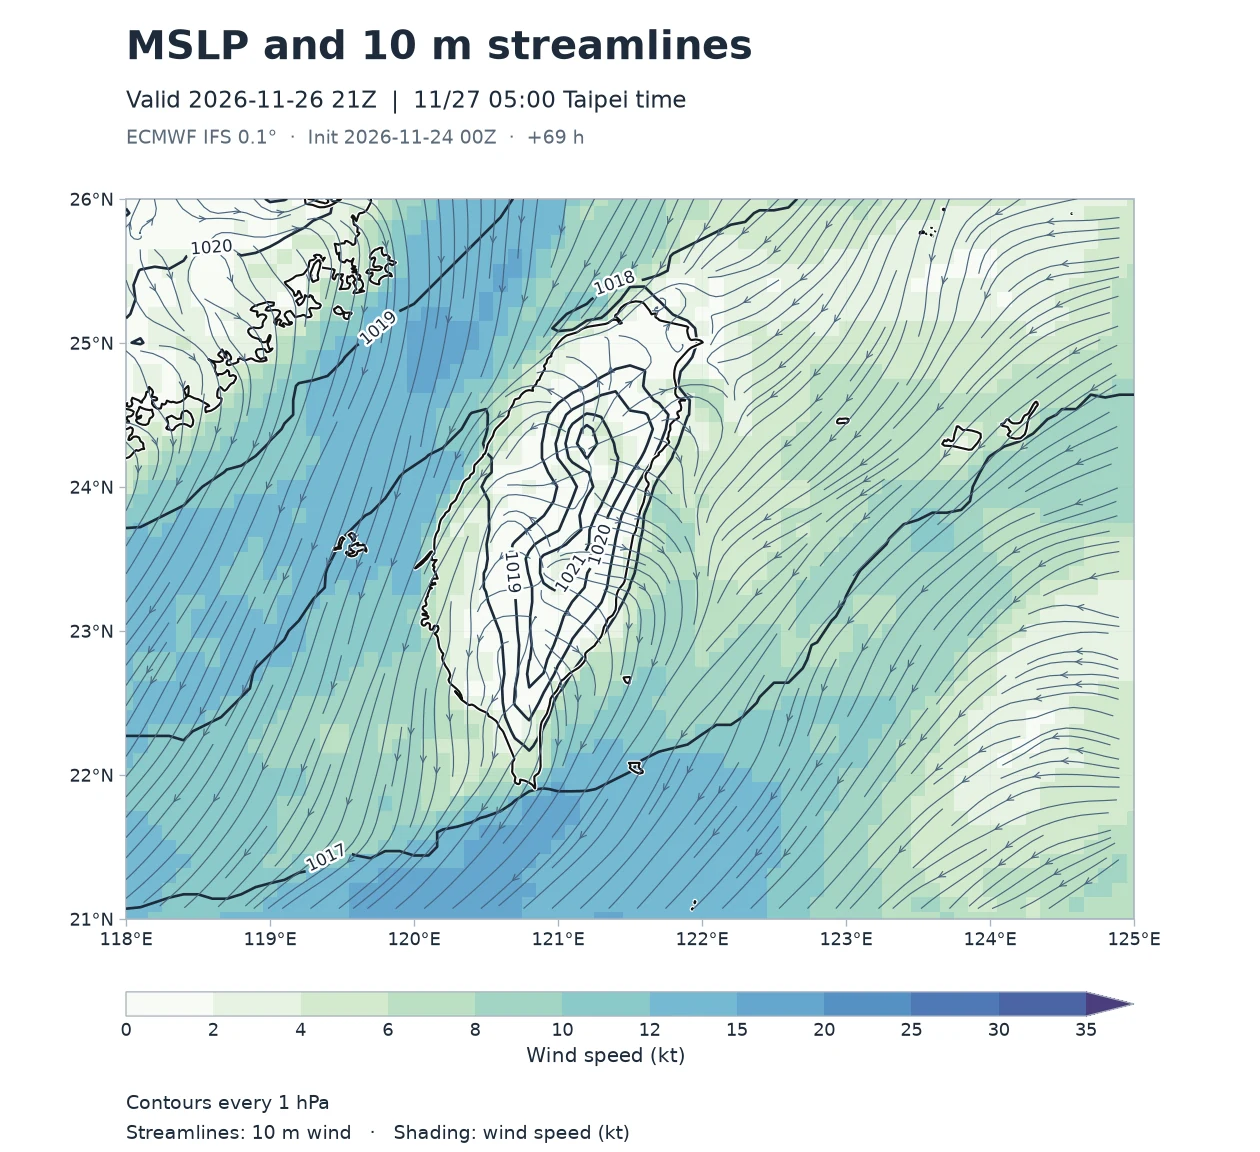 MSLP and 10 m streamlines
Valid 2026-11-26 21Z | 11/27 05:00 Taipei time
ECMWF IFS 0.1° · Init 2026-11-24 00Z · +69 h
26°N
1020
1018
1019
25°N
24°N
1020
1021
1019
23°N
22°N
1017
21°N
118°E 119°E 120°E 121°E 122°E 123°E 124°E 125°E
0 2 4 6 8 10 12 15 20 25 30 35
Wind speed (kt)
Contours every 1 hPa
Streamlines: 10 m wind · Shading: wind speed (kt)